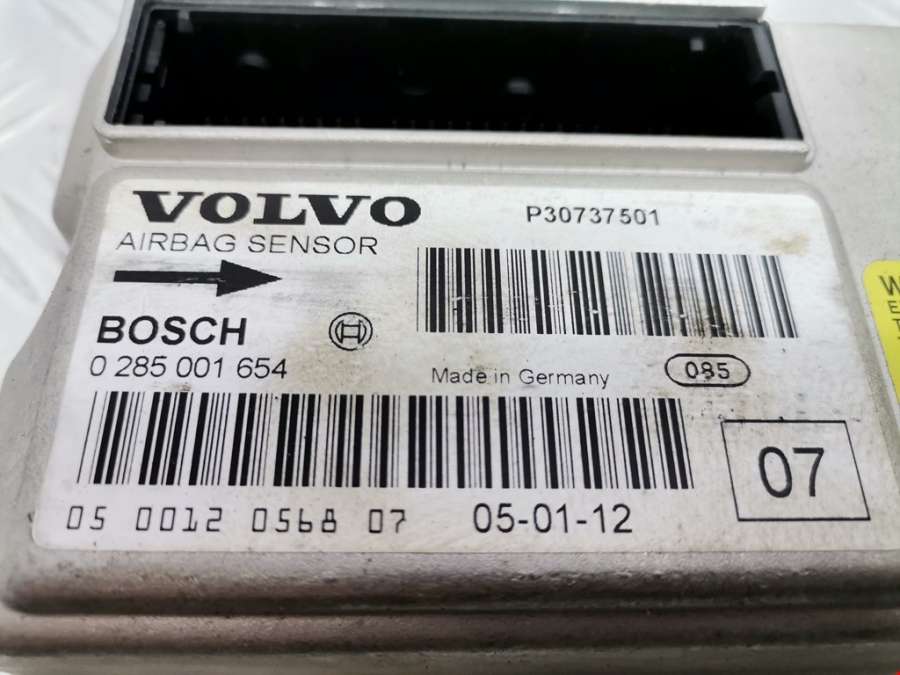 VOLVO
P30737501
AIRBAG SENSOR
BOSCH
0 285 001 654
Made in Germany
085
07
05 0012 0568 07
05-01-12